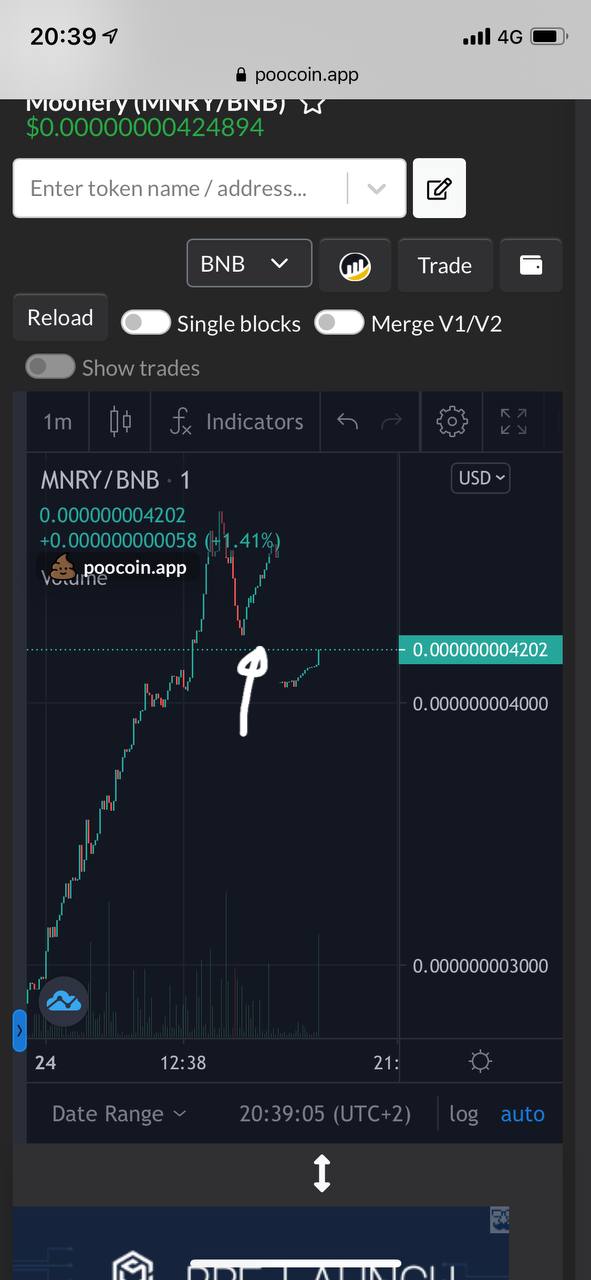 20:39
4G
poocoin.app
Moonery (MNRY/BNB)
$0.00000000424894
Enter token name / address...
BNB
Trade
Reload
Single blocks
Merge V1/V2
Show trades
1m
Indicators
MNRY/BNB · 1
USD
0.000000004202
+0.000000000058 (+1.41%)
poocoin.app
Volume
0.000000004202
0.000000004000
0.000000003000
24
12:38
21:
Date Range
20:39:05 (UTC+2)
log
auto
PRE-LAUNCH